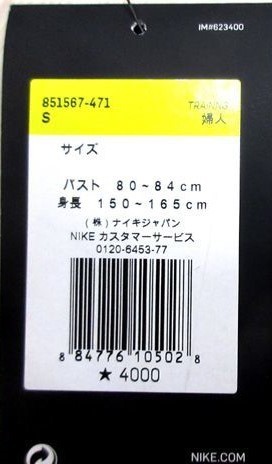 IM#623400
851567-471
TRAINNG
S
婦人
サイズ
バスト 80~84cm
身長 150~165cm
(株)ナイキジャパン
NIKE カスタマーサービス
0120-6453-77
8 84776 10502 8
★ 4000
NIKE.COM